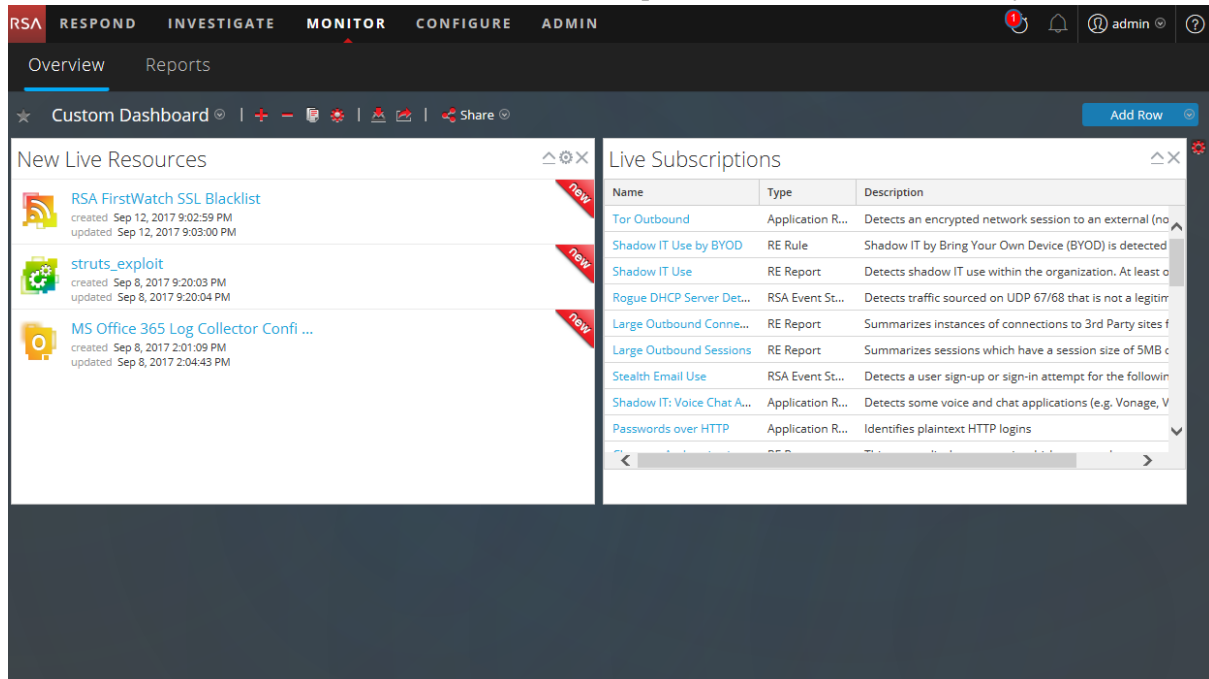 RSA RESPOND INVESTIGATE MONITOR CONFIGURE ADMIN 1 admin ?
Overview Reports
Custom Dashboard | | | Share Add Row
New Live Resources
RSA FirstWatch SSL Blacklist
created Sep 12, 2017 9:02:59 PM
updated Sep 12, 2017 9:03:00 PM
new
struts_exploit
created Sep 8, 2017 9:20:03 PM
updated Sep 8, 2017 9:20:04 PM
new
MS Office 365 Log Collector Confi ...
created Sep 8, 2017 2:01:09 PM
updated Sep 8, 2017 2:04:43 PM
new
Live Subscriptions
Name Type Description
Tor Outbound Application R... Detects an encrypted network session to an external (no
Shadow IT Use by BYOD RE Rule Shadow IT by Bring Your Own Device (BYOD) is detected
Shadow IT Use RE Report Detects shadow IT use within the organization. At least o
Rogue DHCP Server Det... RSA Event St... Detects traffic sourced on UDP 67/68 that is not a legitim
Large Outbound Conne... RE Report Summarizes instances of connections to 3rd Party sites f
Large Outbound Sessions RE Report Summarizes sessions which have a session size of 5MB
Stealth Email Use RSA Event St... Detects a user sign-up or sign-in attempt for the followin
Shadow IT: Voice Chat A... Application R... Detects some voice and chat applications (e.g. Vonage, V
Passwords over HTTP Application R... Identifies plaintext HTTP logins